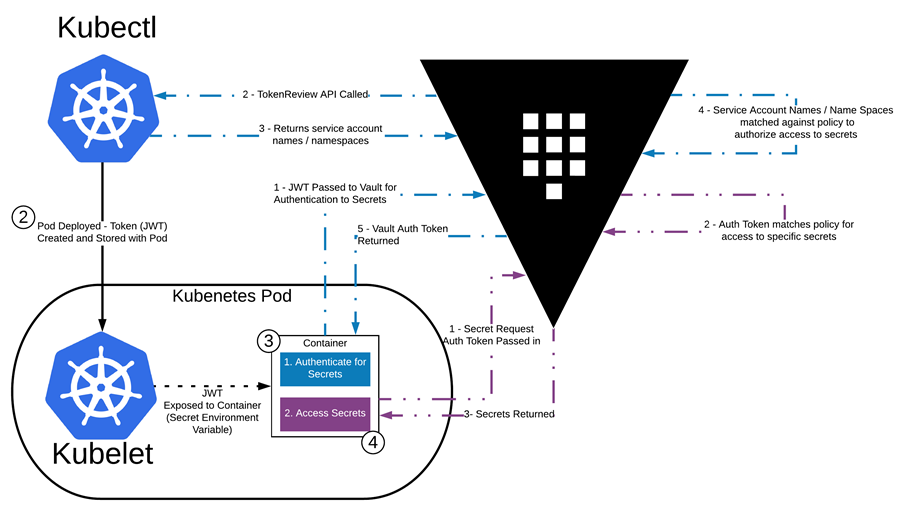 Kubectl
2 - TokenReview API Called
3 - Returns service account
names / namespaces
4 - Service Account Names / Name Spaces
matched against policy to
authorize access to secrets
1 - JWT Passed to Vault for
Authentication to Secrets
2
Pod Deployed - Token (JWT)
Created and Stored with Pod
5 - Vault Auth Token
Returned
2 - Auth Token matches policy for
access to specific secrets
Kubenetes Pod
1 - Secret Request
Auth Token Passed in
3
Container
1. Authenticate for
Secrets
JWT
Exposed to Container
(Secret Environment
Variable)
2. Access Secrets
3- Secrets Returned
4
Kubelet